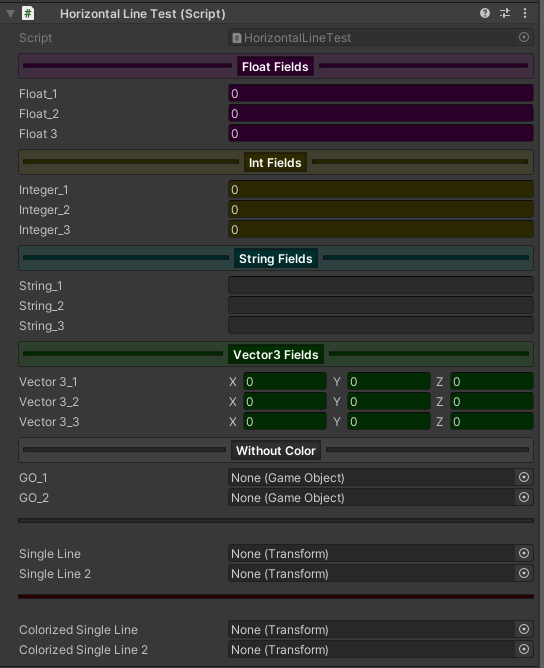 # Horizontal Line Test (Script)
Script # HorizontalLineTest
Float Fields
Float_1 0
Float_2 0
Float 3 0
Int Fields
Integer_1 0
Integer_2 0
Integer_3 0
String Fields
String_1
String_2
String_3
Vector3 Fields
Vector 3_1 X 0 Y 0 Z 0
Vector 3_2 X 0 Y 0 Z 0
Vector 3_3 X 0 Y 0 Z 0
Without Color
GO_1 None (Game Object)
GO_2 None (Game Object)
Single Line None (Transform)
Single Line 2 None (Transform)
Colorized Single Line None (Transform)
Colorized Single Line 2 None (Transform)